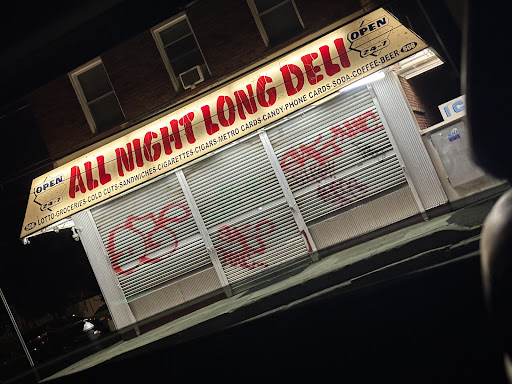 OPEN
24-7
ALL NIGHT LONG DELI
OPEN
24-7
LOTTO-GROCERIES-COLD CUTS-SANDWICHES-CIGARETTES-CIGARS-METRO CARDS-CANDY-PHONE CARDS-SODA-COFFEE-BEER
IC